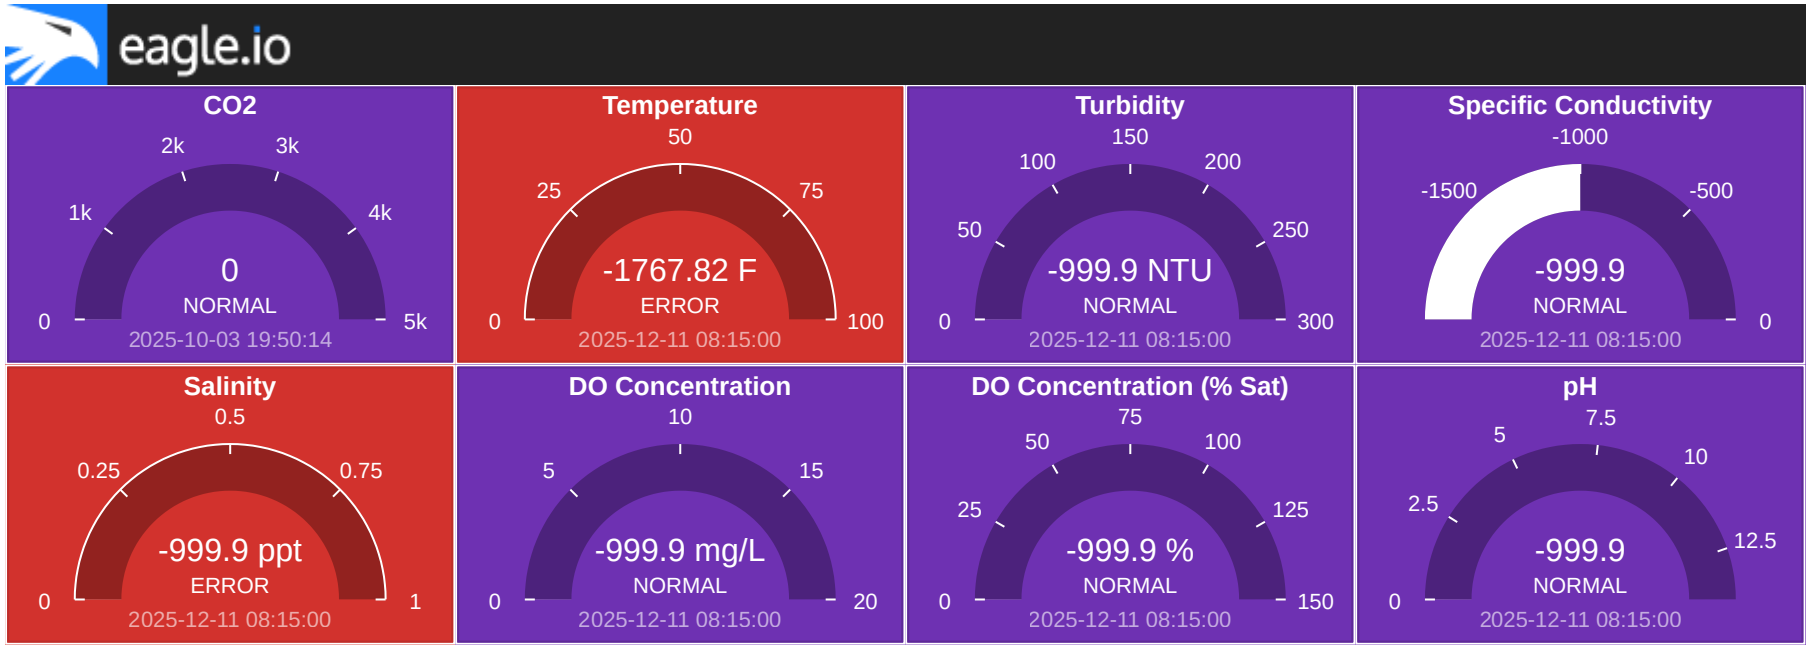 eagle.io
CO2
2k 3k
1k 4k
0
NORMAL
0 5k
2025-10-03 19:50:14
Temperature
50
25 75
-1767.82 F
ERROR
0 100
2025-12-11 08:15:00
Turbidity
150
100 200
50 250
-999.9 NTU
NORMAL
0 300
2025-12-11 08:15:00
Specific Conductivity
-1000
-1500 -500
-999.9
NORMAL
0
2025-12-11 08:15:00
Salinity
0.5
0.25 0.75
-999.9 ppt
ERROR
0 1
2025-12-11 08:15:00
DO Concentration
10
5 15
-999.9 mg/L
NORMAL
0 20
2025-12-11 08:15:00
DO Concentration (% Sat)
75
50 100
25 125
-999.9 %
NORMAL
0 150
2025-12-11 08:15:00
pH
7.5
5 10
2.5 12.5
-999.9
NORMAL
0
2025-12-11 08:15:00